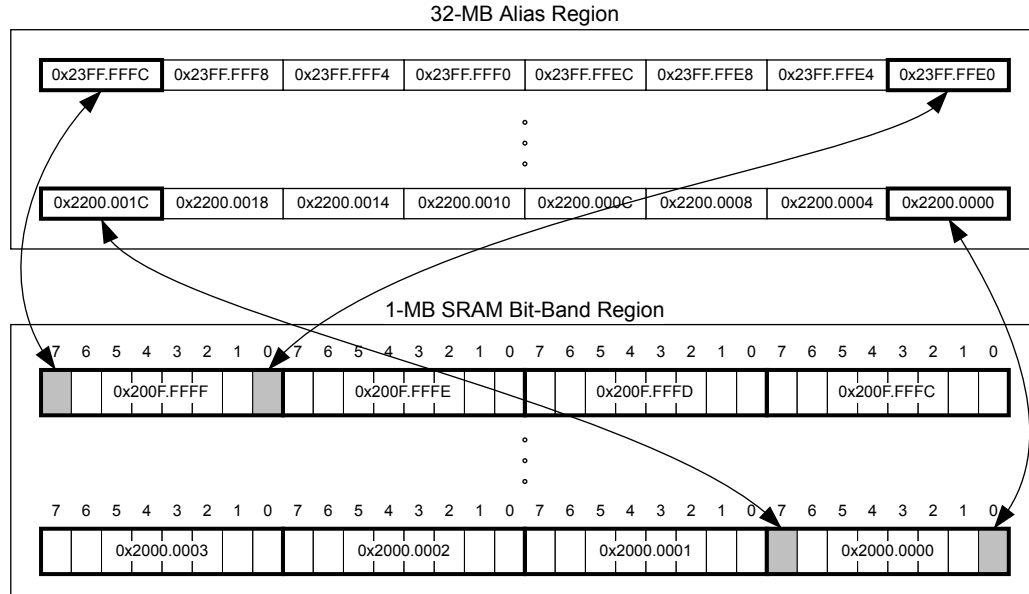 32-MB Alias Region
0x23FF.FFFC 0x23FF.FFF8 0x23FF.FFF4 0x23FF.FFF0 0x23FF.FFEC 0x23FF.FFE8 0x23FF.FFE4 0x23FF.FFE0
0x2200.001C 0x2200.0018 0x2200.0014 0x2200.0010 0x2200.000C 0x2200.0008 0x2200.0004 0x2200.0000
1-MB SRAM Bit-Band Region
7 6 5 4 3 2 1 0 7 6 5 4 3 2 1 0 7 6 5 4 3 2 1 0 7 6 5 4 3 2 1 0
0x200F.FFFF 0x200F.FFFE 0x200F.FFFD 0x200F.FFFC
7 6 5 4 3 2 1 0 7 6 5 4 3 2 1 0 7 6 5 4 3 2 1 0 7 6 5 4 3 2 1 0
0x2000.0003 0x2000.0002 0x2000.0001 0x2000.0000